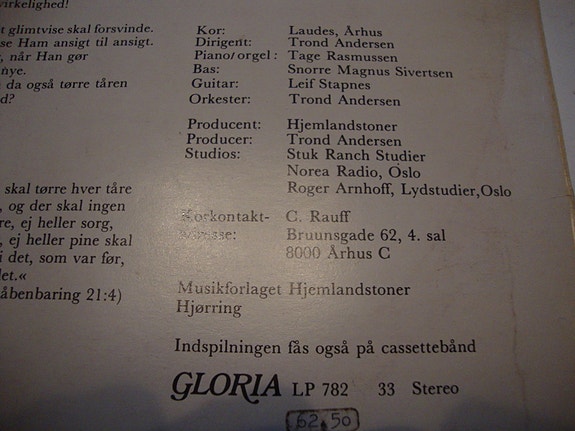 virkelighed!
t glimtvise skal forsvinde.
se Ham ansigt til ansigt.
, når Han gør
nye.
da også tørre tåren
d?
skal tørre hver tåre
, og der skal ingen
re, ej heller sorg,
, ej heller pine skal
i det, som var før,
det.«
åbenbaring 21:4)
Kor: Laudes, Århus
Dirigent: Trond Andersen
Piano/orgel: Tage Rasmussen
Bas: Snorre Magnus Sivertsen
Guitar: Leif Stapnes
Orkester: Trond Andersen
Producent: Hjemlandstoner
Producer: Trond Andersen
Studios: Stuk Ranch Studier
Norea Radio, Oslo
Roger Arnhoff, Lydstudier,Oslo
Korkontakt- C. Rauff
adresse: Bruunsgade 62, 4. sal
8000 Århus C
Musikforlaget Hjemlandstoner
Hjørring
Indspilningen fås også på cassettebånd
GLORIA LP 782 33 Stereo
62,50